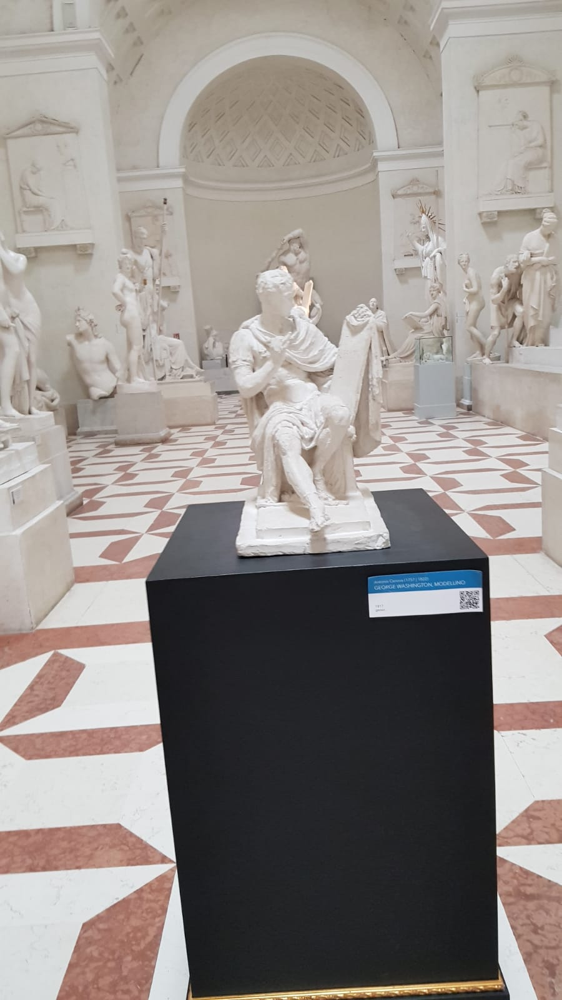 Antonio Canova (1757 | 1822)
GEORGE WASHINGTON, MODELLINO
1817
gesso